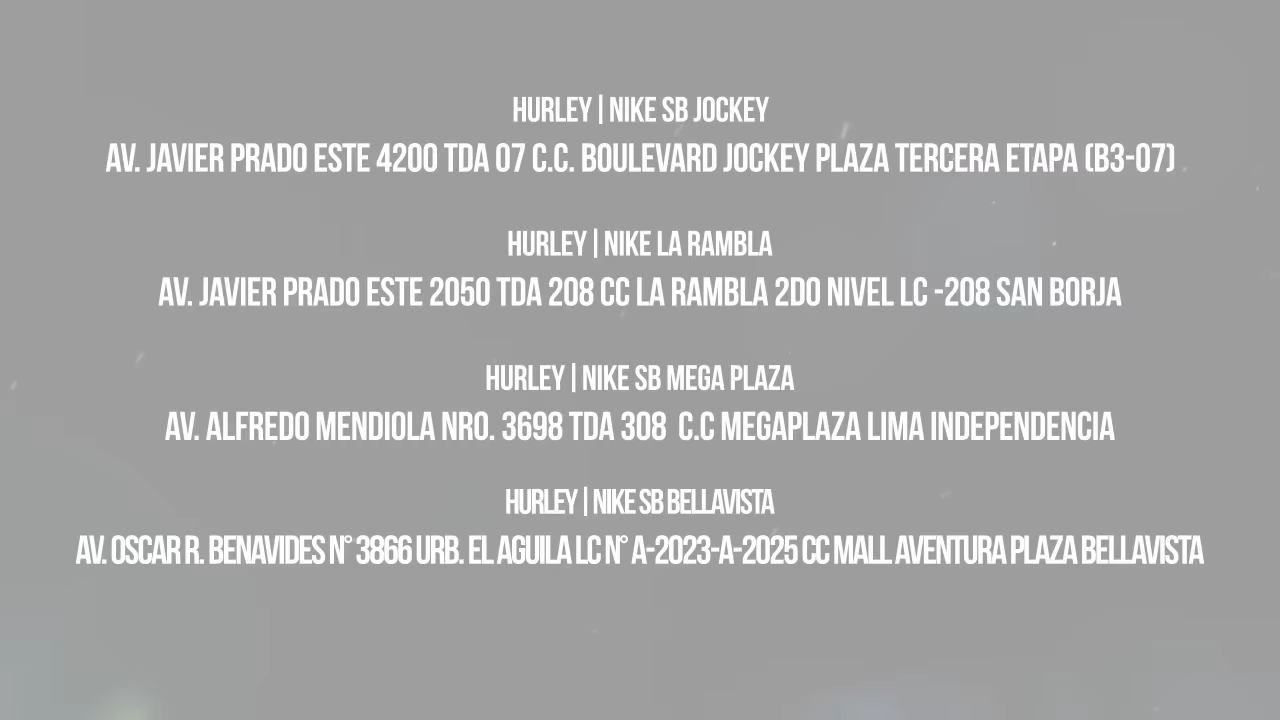 HURLEY | NIKE SB JOCKEY
AV. JAVIER PRADO ESTE 4200 TDA 07 C.C. BOULEVARD JOCKEY PLAZA TERCERA ETAPA (B3-07)
HURLEY | NIKE LA RAMBLA
AV. JAVIER PRADO ESTE 2050 TDA 208 CC LA RAMBLA 2DO NIVEL LC -208 SAN BORJA
HURLEY | NIKE SB MEGA PLAZA
AV. ALFREDO MENDIOLA NRO. 3698 TDA 308 C.C MEGAPLAZA LIMA INDEPENDENCIA
HURLEY | NIKE SB BELLAVISTA
AV. OSCAR R. BENAVIDES N° 3866 URB. EL AGUILA LC N° A-2023-A-2025 CC MALL AVENTURA PLAZA BELLAVISTA